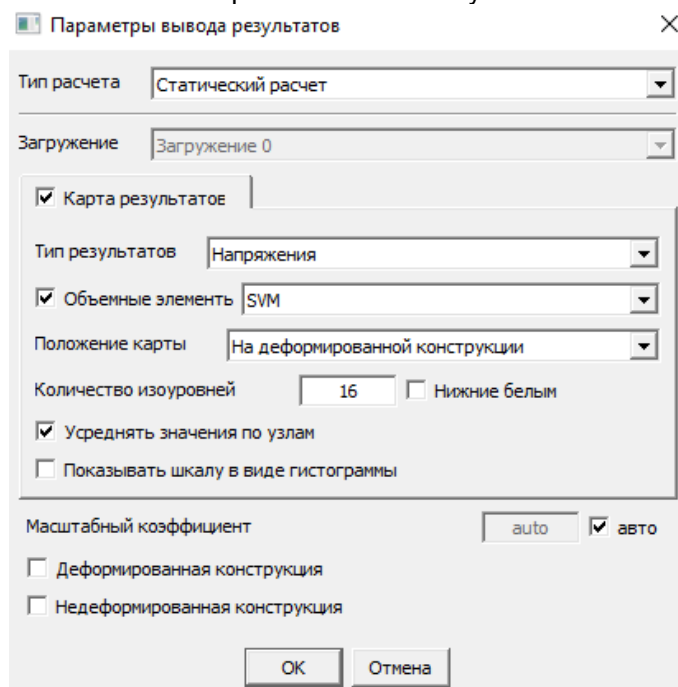 Параметры вывода результатов
Тип расчета Статический расчет
Загружение Загружение 0
Карта результатов
Тип результатов Напряжения
Объемные элементы SVM
Положение карты На деформированной конструкции
Количество изоуровней 16 Нижние белым
Усреднять значения по узлам
Показывать шкалу в виде гистограммы
Масштабный коэффициент auto авто
Деформированная конструкция
Недеформированная конструкция
OK Отмена